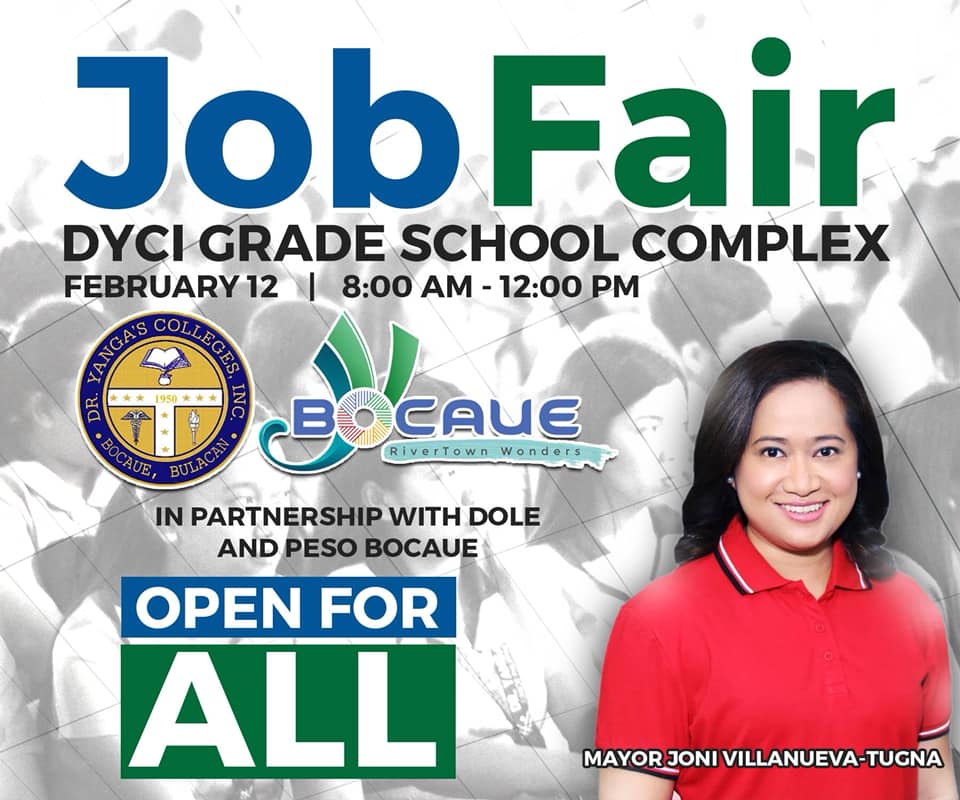 Job Fair
DYCI GRADE SCHOOL COMPLEX
FEBRUARY 12 | 8:00 AM - 12:00 PM
DR. YANGA'S COLLEGES, INC.
1950
BOCAUE, BULACAN
BOCAUE
RiverTown Wonders
IN PARTNERSHIP WITH DOLE
AND PESO BOCAUE
OPEN FOR
ALL
MAYOR JONI VILLANUEVA-TUGNA